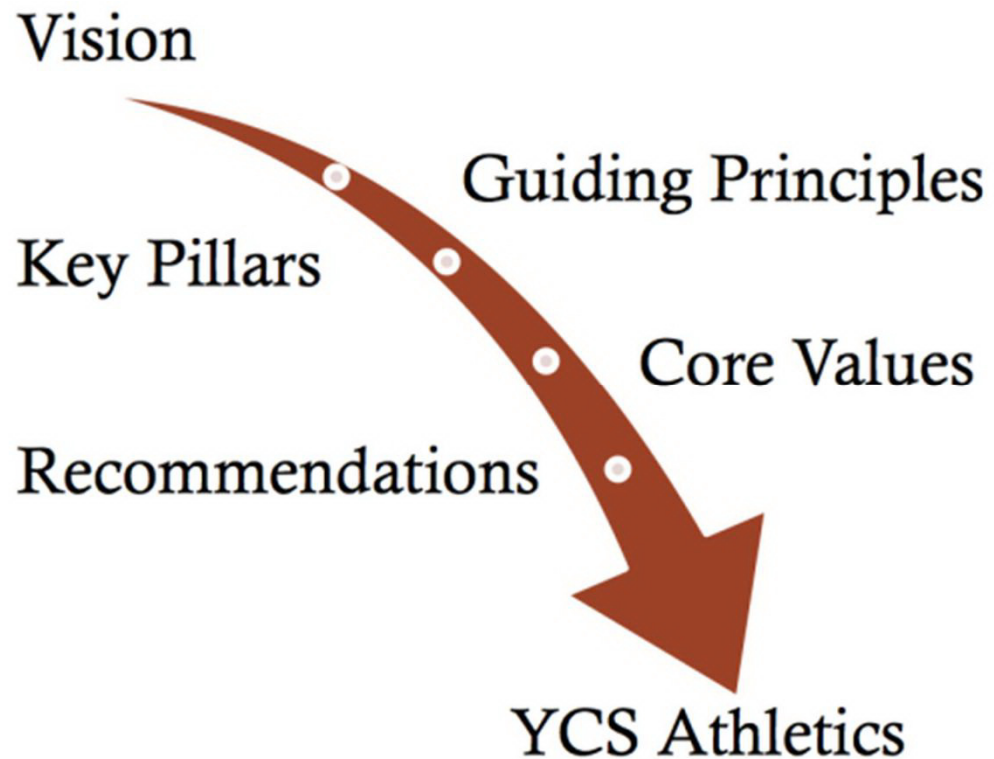 Vision
Guiding Principles
Key Pillars
Core Values
Recommendations
YCS Athletics